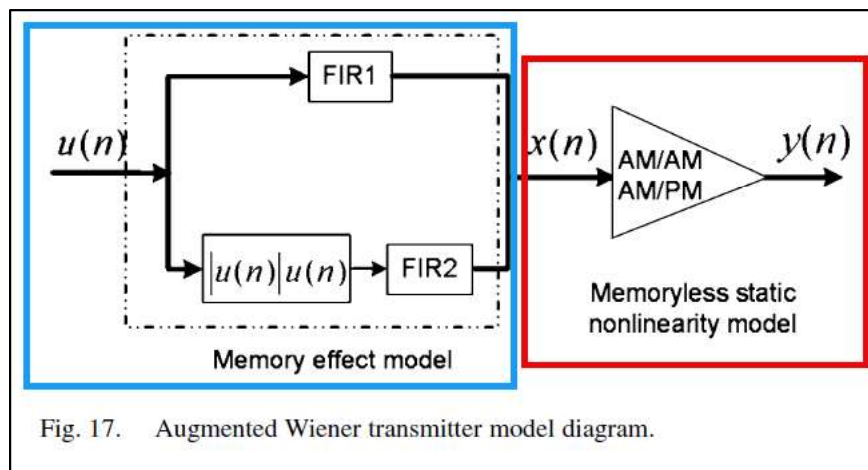 FIR1
u(n)
x(n)
AM/AM
AM/PM
y(n)
|u(n)|u(n)
FIR2
Memoryless static
nonlinearity model
Memory effect model
Fig. 17. Augmented Wiener transmitter model diagram.